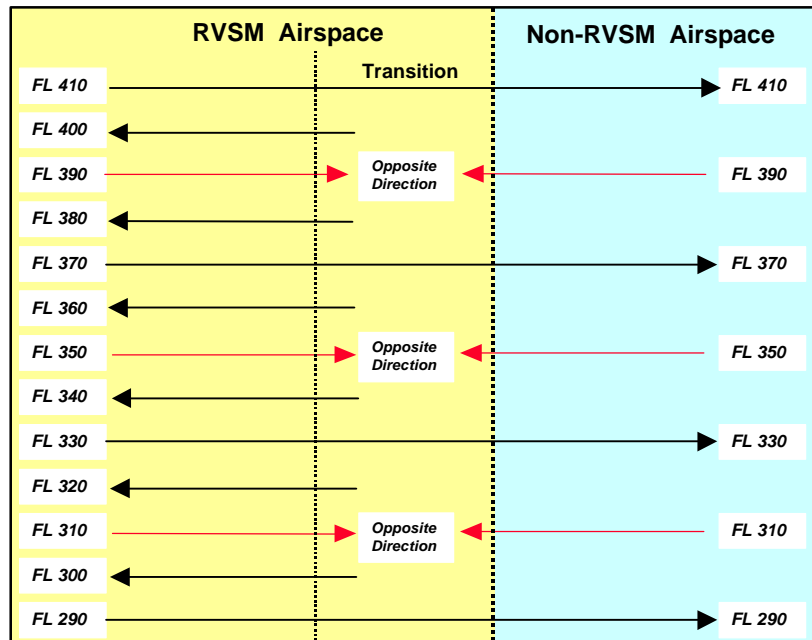 RVSM Airspace Non-RVSM Airspace
Transition
FL 410 FL 410
FL 400
FL 390 Opposite FL 390
Direction
FL 380
FL 370 FL 370
FL 360
FL 350 Opposite FL 350
Direction
FL 340
FL 330 FL 330
FL 320
FL 310 Opposite FL 310
Direction
FL 300
FL 290 FL 290